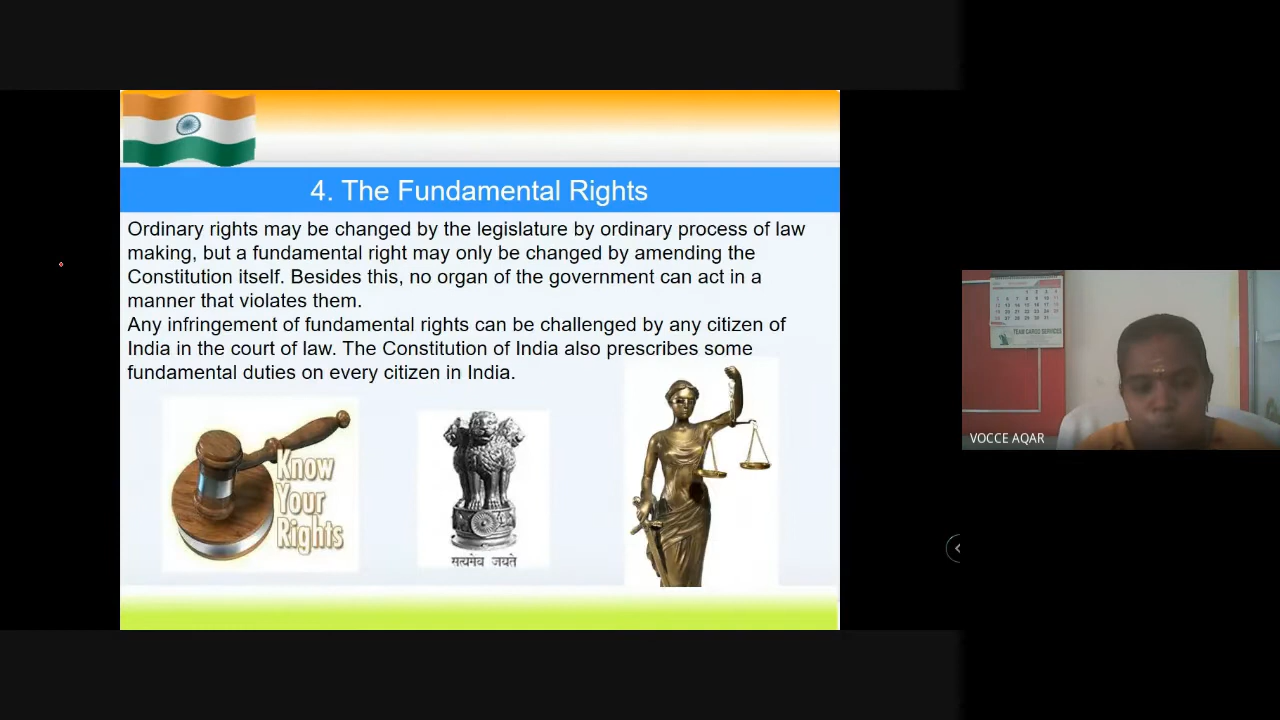 4. The Fundamental Rights
Ordinary rights may be changed by the legislature by ordinary process of law
making, but a fundamental right may only be changed by amending the
Constitution itself. Besides this, no organ of the government can act in a
manner that violates them.
Any infringement of fundamental rights can be challenged by any citizen of
India in the court of law. The Constitution of India also prescribes some
fundamental duties on every citizen in India.
Know
Your
Rights
सत्यमेव जयते
TEAM CARGO SERVICES
VOCCE AQAR